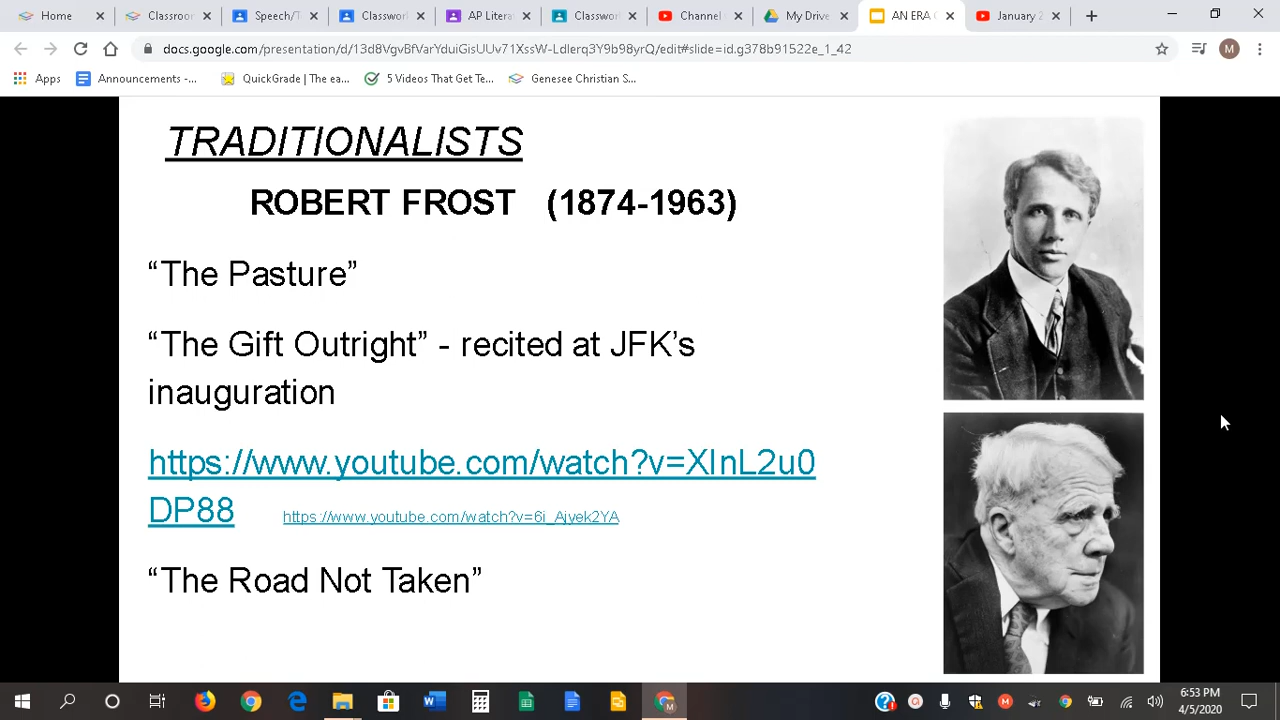 Home
Classes
Speech/T
Classwork
AP Litera
Classwork
Channel
My Drive
AN ERA O
January 2
docs.google.com/presentation/d/13d8VgvBfVarYduiGisUUv71XssW-Ldlerq3Y9b98yrQ/edit#slide=id.g378b91522e_1_42
M
Apps
Announcements -...
QuickGrade | The ea...
5 Videos That Get Te...
Genesee Christian S...
TRADITIONALISTS
ROBERT FROST (1874-1963)
“The Pasture”
“The Gift Outright” - recited at JFK’s
inauguration
https://www.youtube.com/watch?v=XInL2u0
DP88 https://www.youtube.com/watch?v=6i_Ajyek2YA
“The Road Not Taken”
6:53 PM
4/5/2020